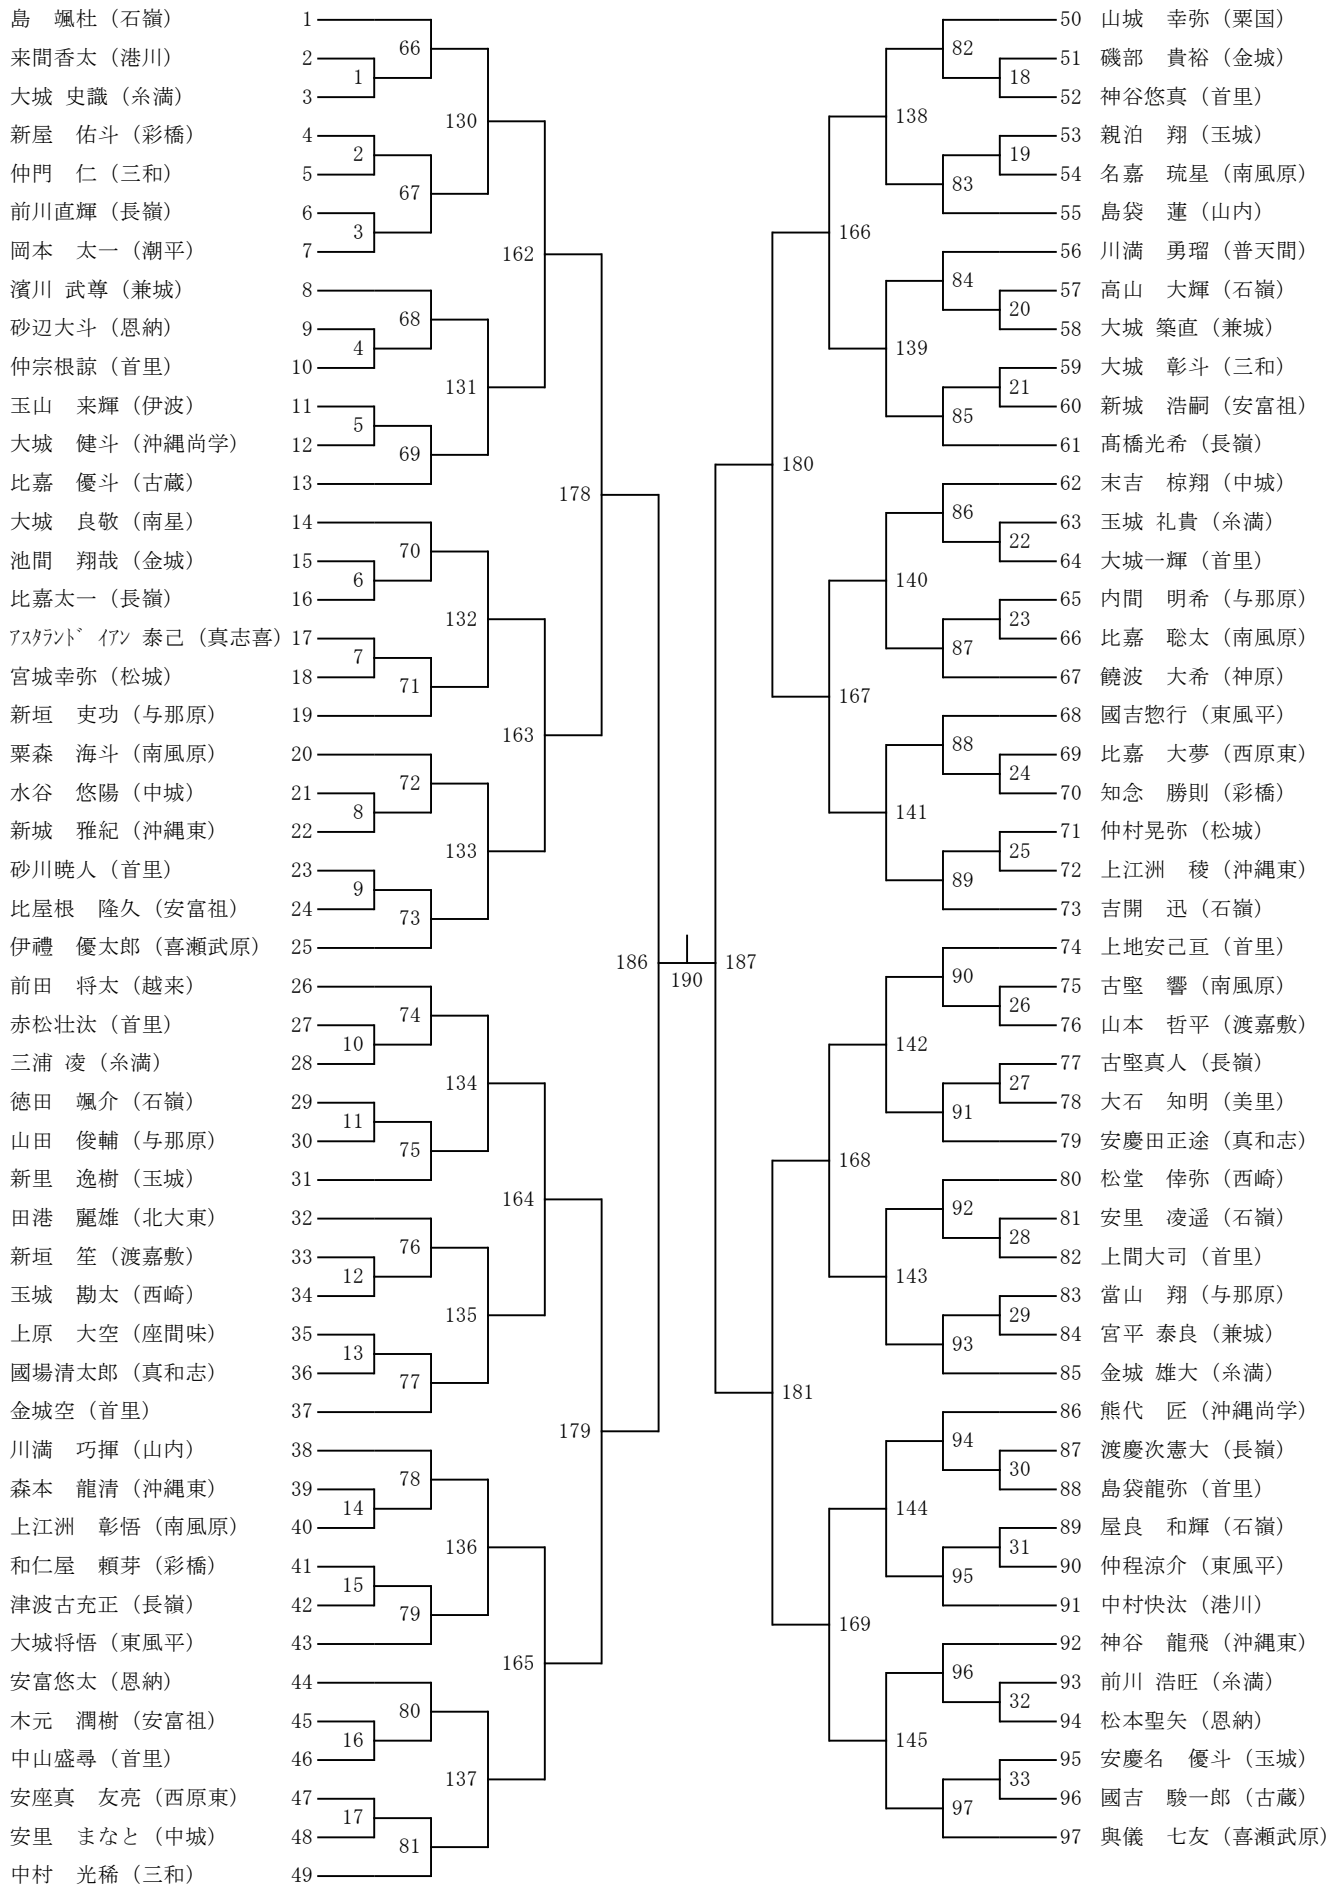 島　颯杜（石嶺） 1
来間香太（港川） 2
大城 史識（糸満） 3
新屋　佑斗（彩橋） 4
仲門　仁（三和） 5
前川直輝（長嶺） 6
岡本　太一（潮平） 7
濱川 武尊（兼城） 8
砂辺大斗（恩納） 9
仲宗根諒（首里） 10
玉山　来輝（伊波） 11
大城　健斗（沖縄尚学） 12
比嘉　優斗（古蔵） 13
大城　良敬（南星） 14
池間　翔哉（金城） 15
比嘉太一（長嶺） 16
ｱｽﾀﾗﾝﾄﾞ ｲｱﾝ 泰己（真志喜） 17
宮城幸弥（松城） 18
新垣　吏功（与那原） 19
粟森　海斗（南風原） 20
水谷　悠陽（中城） 21
新城　雅紀（沖縄東） 22
砂川暁人（首里） 23
比屋根　隆久（安富祖） 24
伊禮　優太郎（喜瀬武原） 25
前田　将太（越来） 26
赤松壮汰（首里） 27
三浦 凌（糸満） 28
徳田　颯介（石嶺） 29
山田　俊輔（与那原） 30
新里　逸樹（玉城） 31
田港　麗雄（北大東） 32
新垣　笙（渡嘉敷） 33
玉城　勘太（西崎） 34
上原　大空（座間味） 35
國場清太郎（真和志） 36
金城空（首里） 37
川満　巧揮（山内） 38
森本　龍清（沖縄東） 39
上江洲　彰悟（南風原） 40
和仁屋　頼芽（彩橋） 41
津波古充正（長嶺） 42
大城将悟（東風平） 43
安富悠太（恩納） 44
木元　潤樹（安富祖） 45
中山盛尋（首里） 46
安座真　友亮（西原東） 47
安里　まなと（中城） 48
中村　光稀（三和） 49
1
2
3
4
5
6
7
8
9
10
11
12
13
14
15
16
17
66
67
68
69
70
71
72
73
74
75
76
77
78
79
80
81
130
131
132
133
134
135
136
137
162
163
164
165
178
179
186
190
187
180
181
166
167
168
169
138
139
140
141
142
143
144
145
82
83
84
85
86
87
88
89
90
91
92
93
94
95
96
97
18
19
20
21
22
23
24
25
26
27
28
29
30
31
32
33
50 山城　幸弥（粟国）
51 磯部　貴裕（金城）
52 神谷悠真（首里）
53 親泊　翔（玉城）
54 名嘉　琉星（南風原）
55 島袋　蓮（山内）
56 川満　勇瑠（普天間）
57 高山　大輝（石嶺）
58 大城 築直（兼城）
59 大城　彰斗（三和）
60 新城　浩嗣（安富祖）
61 髙橋光希（長嶺）
62 末吉　椋翔（中城）
63 玉城 礼貴（糸満）
64 大城一輝（首里）
65 内間　明希（与那原）
66 比嘉　聡太（南風原）
67 饒波　大希（神原）
68 國吉惣行（東風平）
69 比嘉　大夢（西原東）
70 知念　勝則（彩橋）
71 仲村晃弥（松城）
72 上江洲　稜（沖縄東）
73 吉開　迅（石嶺）
74 上地安己亘（首里）
75 古堅　響（南風原）
76 山本　哲平（渡嘉敷）
77 古堅真人（長嶺）
78 大石　知明（美里）
79 安慶田正途（真和志）
80 松堂　倖弥（西崎）
81 安里　凌遥（石嶺）
82 上間大司（首里）
83 當山　翔（与那原）
84 宮平 泰良（兼城）
85 金城 雄大（糸満）
86 熊代　匠（沖縄尚学）
87 渡慶次憲大（長嶺）
88 島袋龍弥（首里）
89 屋良　和輝（石嶺）
90 仲程涼介（東風平）
91 中村快汰（港川）
92 神谷　龍飛（沖縄東）
93 前川 浩旺（糸満）
94 松本聖矢（恩納）
95 安慶名　優斗（玉城）
96 國吉　駿一郎（古蔵）
97 與儀　七友（喜瀬武原）